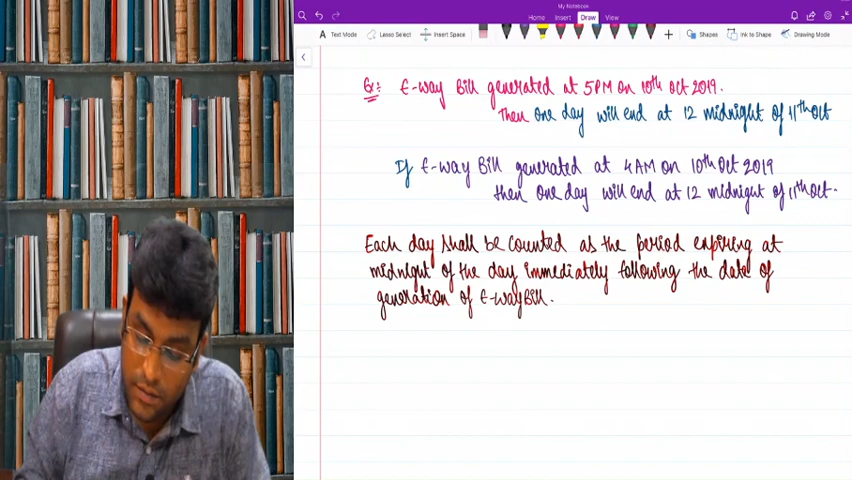 My Notebook
Home Insert Draw View
Text Mode Lasso Select Insert Space Shapes Ink to Shape Drawing Mode
Ex: E-way Bill generated at 5PM on 10th Oct 2019.
Then one day will end at 12 midnight of 11th Oct
If E-way Bill generated at 4AM on 10th Oct 2019
then one day will end at 12 midnight of 11th Oct.
Each day shall be counted as the period expiring at
midnight of the day immediately following the date of
generation of E-way Bill.